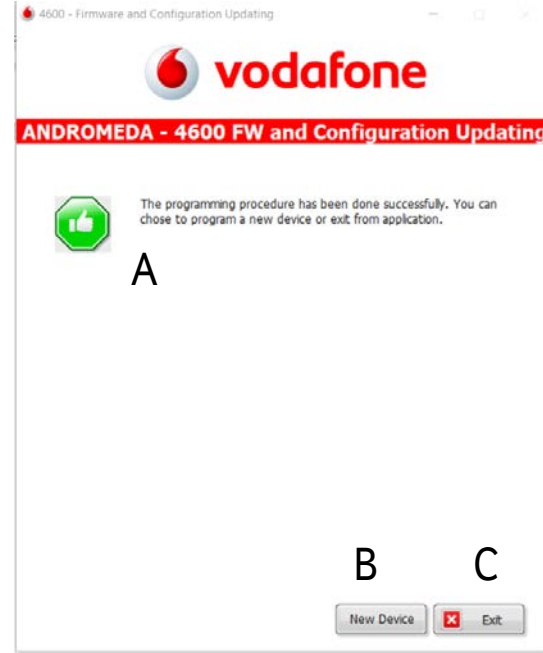 4600 - Firmware and Configuration Updating
vodafone
ANDROMEDA - 4600 FW and Configuration Updating
The programming procedure has been done successfully. You can
chose to program a new device or exit from application.
A
B
C
New Device
Exit